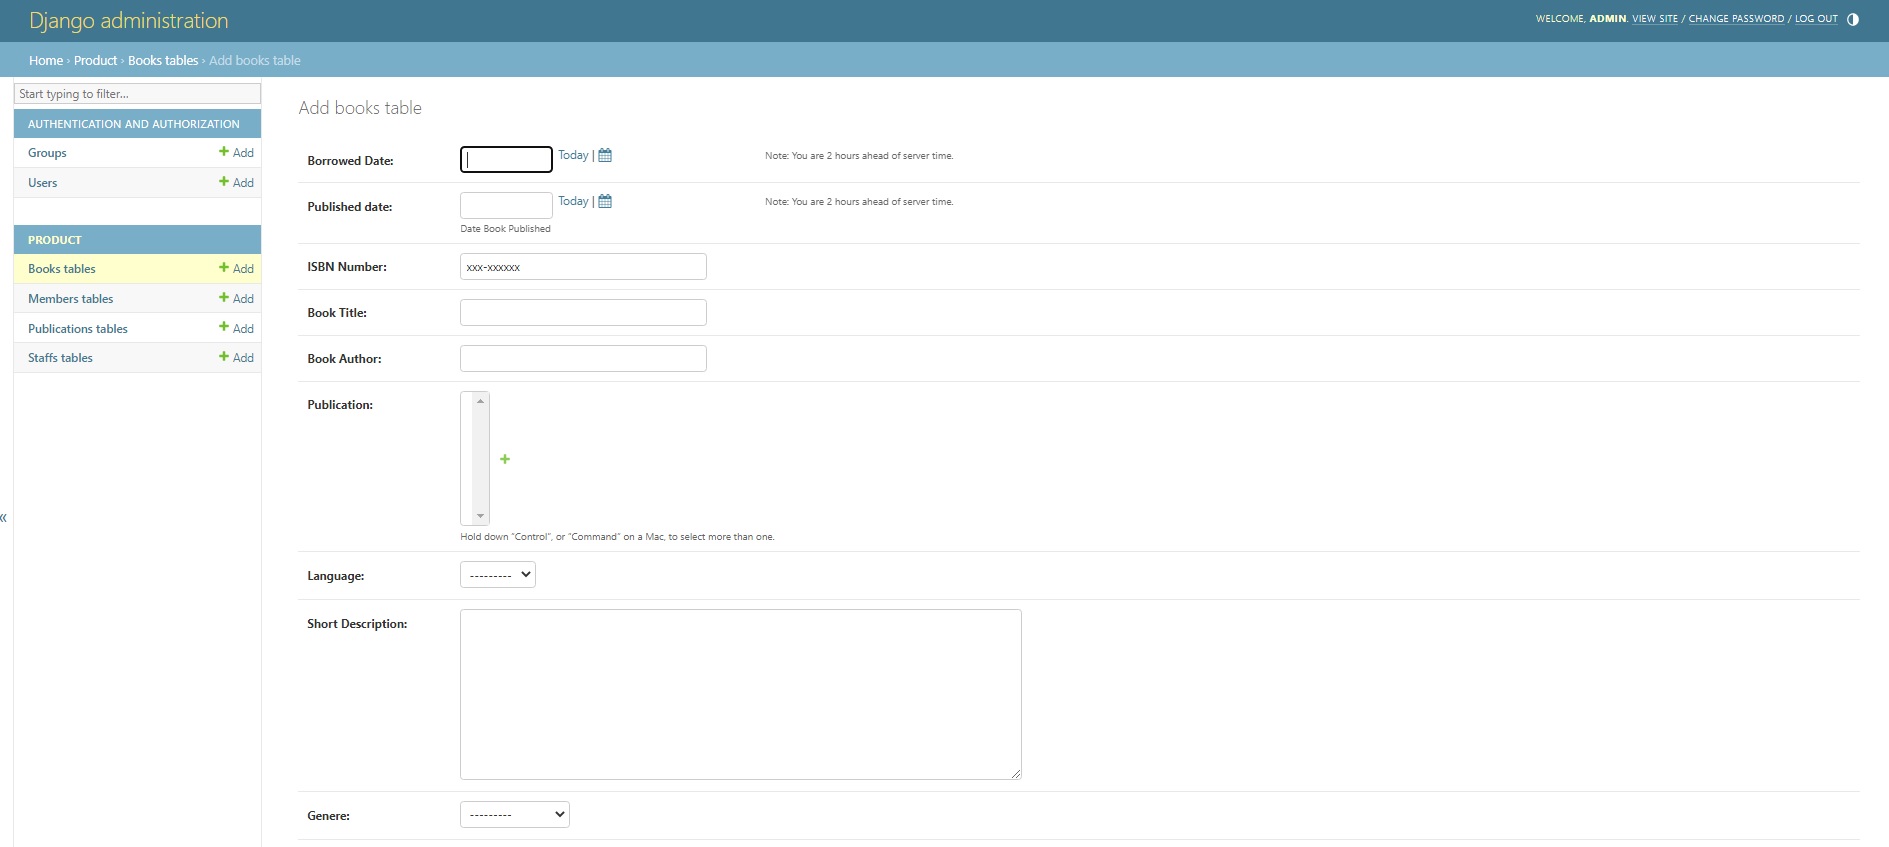 Django administration
WELCOME, ADMIN. VIEW SITE / CHANGE PASSWORD / LOG OUT
Home › Product › Books tables › Add books table
Start typing to filter...
AUTHENTICATION AND AUTHORIZATION
Groups + Add
Users + Add
PRODUCT
Books tables + Add
Members tables + Add
Publications tables + Add
Staffs tables + Add
«
Add books table
Borrowed Date: Today | Note: You are 2 hours ahead of server time.
Published date: Today | Note: You are 2 hours ahead of server time.
Date Book Published
ISBN Number: xxx-xxxxxx
Book Title:
Book Author:
Publication:
+
Hold down "Control", or "Command" on a Mac, to select more than one.
Language: ---------
Short Description:
Genere: ---------